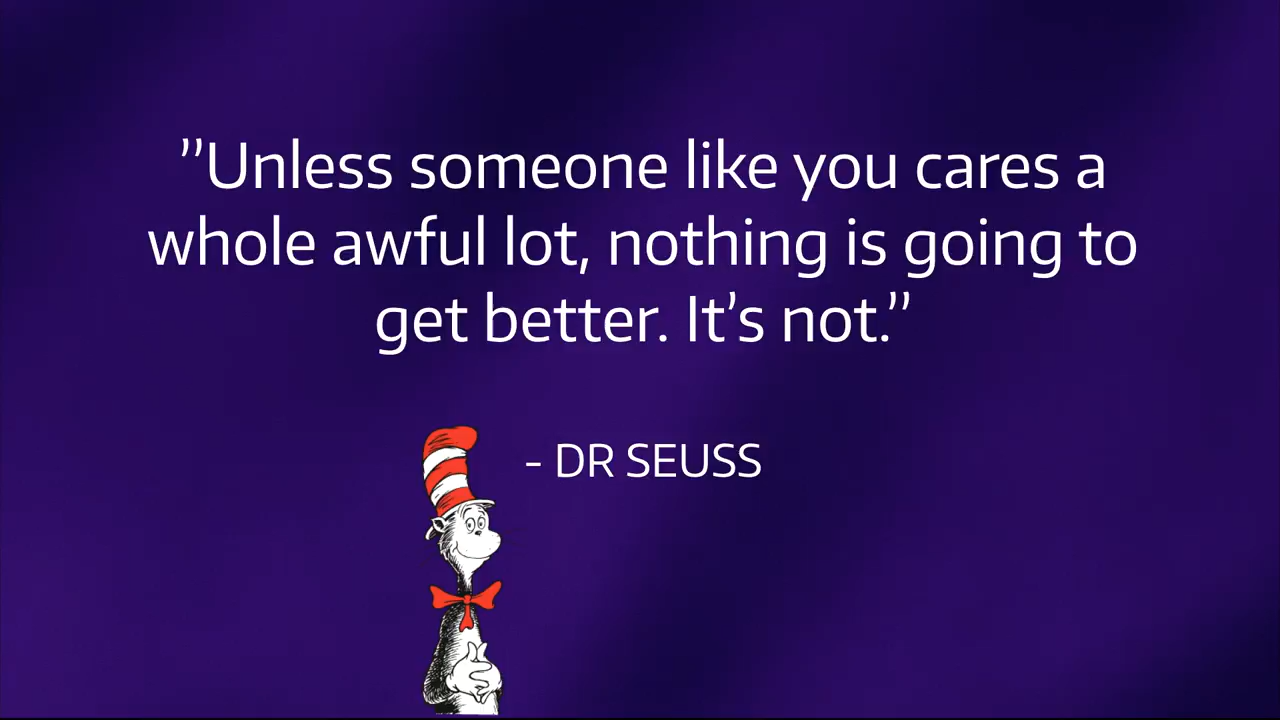 ”Unless someone like you cares a
whole awful lot, nothing is going to
get better. It’s not.”
- DR SEUSS